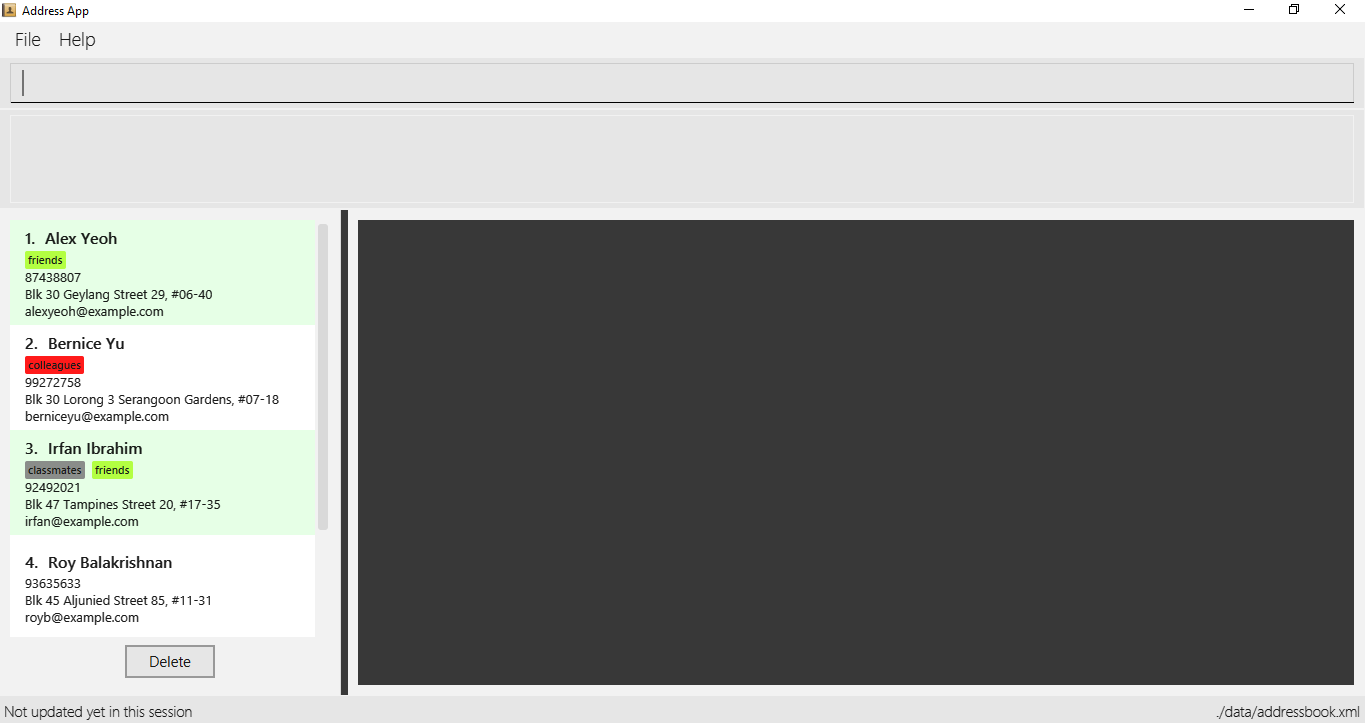 Address App
File Help
1. Alex Yeoh
friends
87438807
Blk 30 Geylang Street 29, #06-40
alexyeoh@example.com
2. Bernice Yu
colleagues
99272758
Blk 30 Lorong 3 Serangoon Gardens, #07-18
berniceyu@example.com
3. Irfan Ibrahim
classmates friends
92492021
Blk 47 Tampines Street 20, #17-35
irfan@example.com
4. Roy Balakrishnan
93635633
Blk 45 Aljunied Street 85, #11-31
royb@example.com
Delete
Not updated yet in this session
./data/addressbook.xml